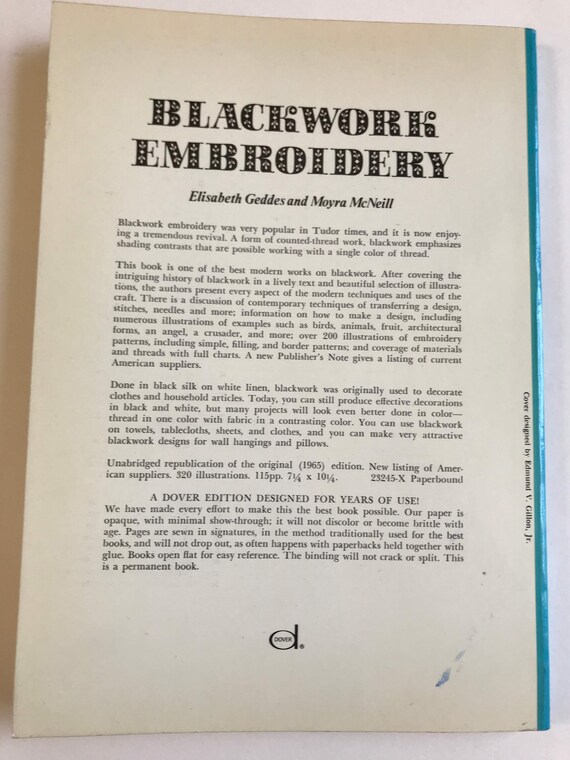 BLACKWORK
EMBROIDERY
Elisabeth Geddes and Moyra McNeill
Blackwork embroidery was very popular in Tudor times, and it is now enjoy-
ing a tremendous revival. A form of counted-thread work, blackwork emphasizes
shading contrasts that are possible working with a single color of thread.
This book is one of the best modern works on blackwork. After covering the
intriguing history of blackwork in a lively text and beautiful selection of illustra-
tions, the authors present every aspect of the modern techniques and uses of the
craft. There is a discussion of contemporary techniques of transferring a design,
stitches, needles and more; information on how to make a design, including
numerous illustrations of examples such as birds, animals, fruit, architectural
forms, an angel, a crusader, and more; over 200 illustrations of embroidery
patterns, including simple, filling, and border patterns; and coverage of materials
and threads with full charts. A new Publisher's Note gives a listing of current
American suppliers.
Done in black silk on white linen, blackwork was originally used to decorate
clothes and household articles. Today, you can still produce effective decorations
in black and white, but many projects will look even better done in color—
thread in one color with fabric in a contrasting color. You can use blackwork
on towels, tablecloths, sheets, and clothes, and you can make very attractive
blackwork designs for wall hangings and pillows.
Unabridged republication of the original (1965) edition. New listing of Amer-
ican suppliers. 320 illustrations. 115pp. 7¼ x 10¼. 23245-X Paperbound
A DOVER EDITION DESIGNED FOR YEARS OF USE!
We have made every effort to make this the best book possible. Our paper is
opaque, with minimal show-through; it will not discolor or become brittle with
age. Pages are sewn in signatures, in the method traditionally used for the best
books, and will not drop out, as often happens with paperbacks held together with
glue. Books open flat for easy reference. The binding will not crack or split. This
is a permanent book.
DOVER ®
Cover designed by Edmund V. Gillon, Jr.